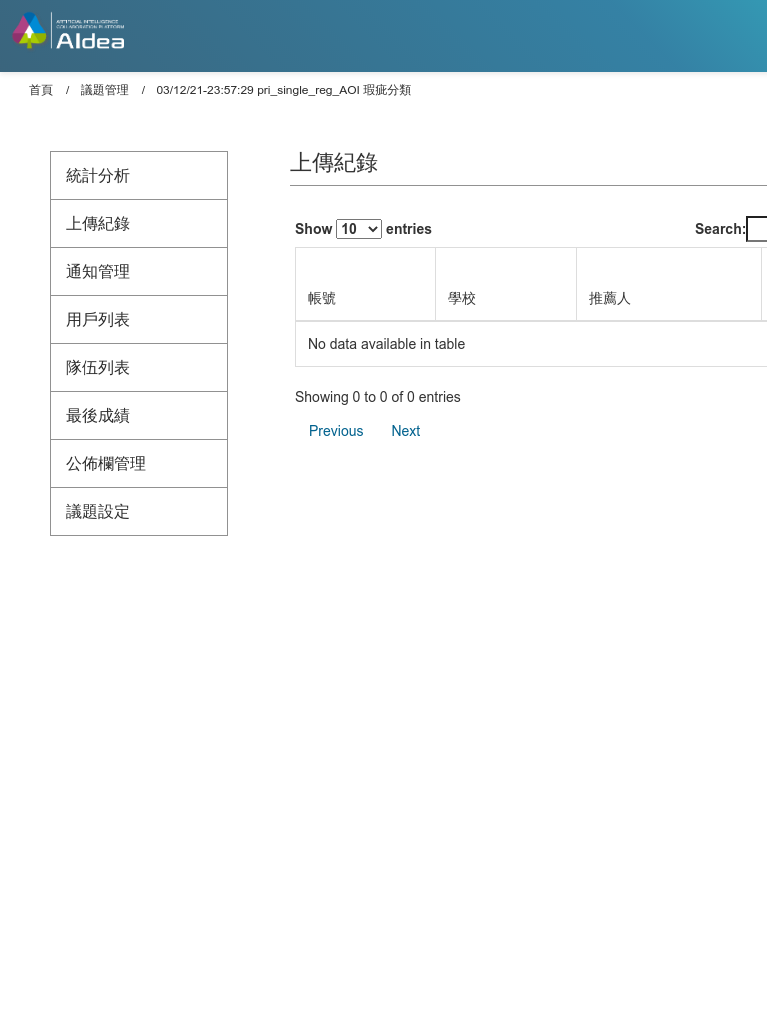 ARTIFICIAL INTELLIGENCE
COLLABORATION PLATFORM
AIdea
首頁 / 議題管理 / 03/12/21-23:57:29 pri_single_reg_AOI 瑕疵分類
統計分析
上傳紀錄
通知管理
用戶列表
隊伍列表
最後成績
公佈欄管理
議題設定
上傳紀錄
Show 10 entries Search:
帳號 學校 推薦人
No data available in table
Showing 0 to 0 of 0 entries
Previous Next